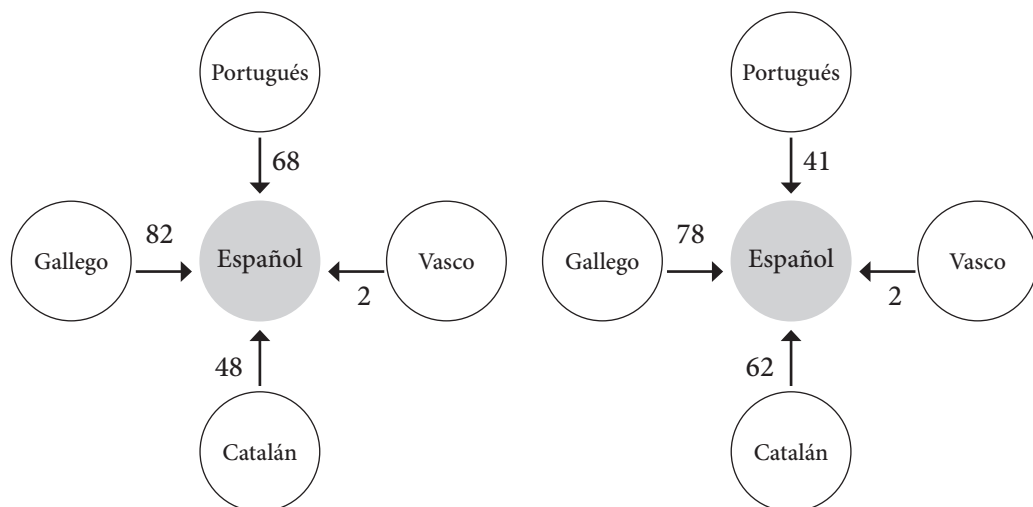 Portugués
68
82
Gallego
Español
Vasco
2
48
Catalán
Portugués
41
78
Gallego
Español
Vasco
2
62
Catalán